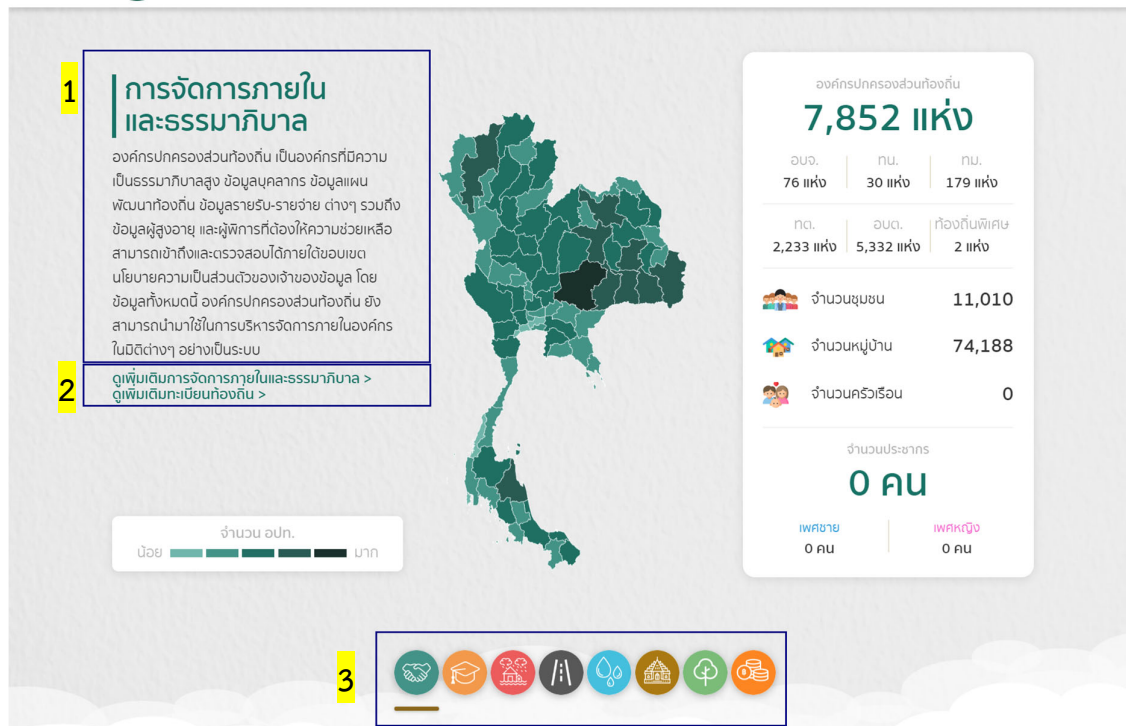 1
การจัดการภายใน
และธรรมาภิบาล
องค์กรปกครองส่วนท้องถิ่น เป็นองค์กรที่มีความ
เป็นธรรมาภิบาลสูง ข้อมูลบุคลากร ข้อมูลแผน
พัฒนาท้องถิ่น ข้อมูลรายรับ-รายจ่าย ต่างๆ รวมถึง
ข้อมูลผู้สูงอายุ และผู้พิการที่ต้องให้ความช่วยเหลือ
สามารถเข้าถึงและตรวจสอบได้ภายใต้ขอบเขต
นโยบายความเป็นส่วนตัวของเจ้าของข้อมูล โดย
ข้อมูลทั้งหมดนี้ องค์กรปกครองส่วนท้องถิ่น ยัง
สามารถนำมาใช้ในการบริหารจัดการภายในองค์กร
ในมิติต่างๆ อย่างเป็นระบบ
2
ดูเพิ่มเติมการจัดการภายในและธรรมาภิบาล >
ดูเพิ่มเติมทะเบียนท้องถิ่น >
จำนวน อปท.
น้อย มาก
องค์กรปกครองส่วนท้องถิ่น
7,852 แห่ง
อบจ. ทน. ทม.
76 แห่ง 30 แห่ง 179 แห่ง
ทต. อบต. ท้องถิ่นพิเศษ
2,233 แห่ง 5,332 แห่ง 2 แห่ง
จำนวนชุมชน 11,010
จำนวนหมู่บ้าน 74,188
จำนวนครัวเรือน 0
จำนวนประชากร
0 คน
เพศชาย เพศหญิง
0 คน 0 คน
3